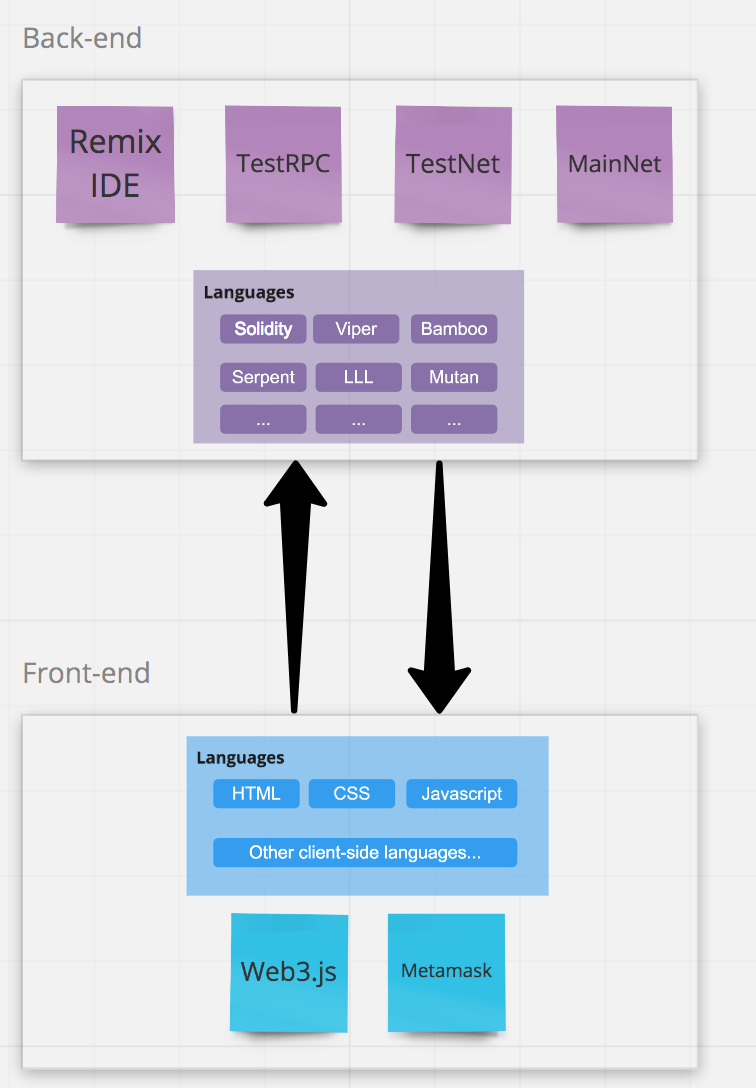 Back-end
Remix
IDE
TestRPC
TestNet
MainNet
Languages
Solidity
Viper
Bamboo
Serpent
LLL
Mutan
...
...
...
Front-end
Languages
HTML
CSS
Javascript
Other client-side languages...
Web3.js
Metamask